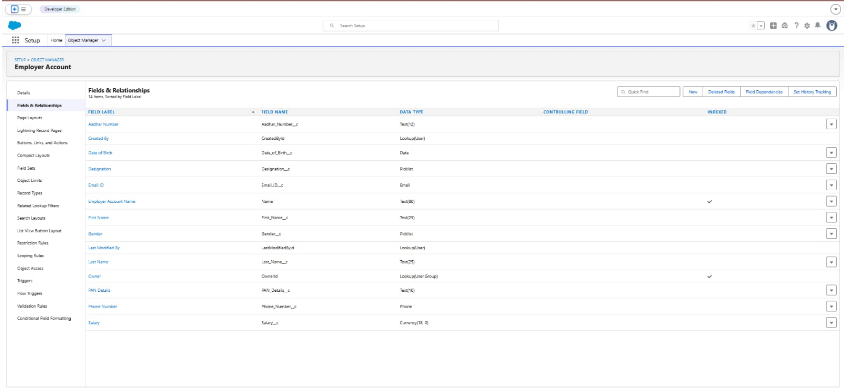 Developer Edition
Search Setup
Setup Home Object Manager
SETUP > OBJECT MANAGER
Employer Account
Details
Fields & Relationships
Page Layouts
Lightning Record Pages
Buttons, Links, and Actions
Compact Layouts
Field Sets
Object Limits
Record Types
Related Lookup Filters
Search Layouts
List View Button Layout
Restriction Rules
Scoping Rules
Object Access
Triggers
Flow Triggers
Validation Rules
Conditional Field Formatting
Fields & Relationships
14 Items, Sorted by Field Label
Quick Find New Deleted Fields Field Dependencies Set History Tracking
FIELD LABEL FIELD NAME DATA TYPE CONTROLLING FIELD INDEXED
Aadhar Number Aadhar_Number__c Text(12)
Created By CreatedById Lookup(User)
Date of Birth Date_of_Birth__c Date
Designation Designation__c Picklist
Email ID Email_ID__c Email
Employer Account Name Name Text(80)
First Name First_Name__c Text(25)
Gender Gender__c Picklist
Last Modified By LastModifiedById Lookup(User)
Last Name Last_Name__c Text(25)
Owner OwnerId Lookup(User,Group)
PAN Details PAN_Details__c Text(10)
Phone Number Phone_Number__c Phone
Salary Salary__c Currency(18, 0)